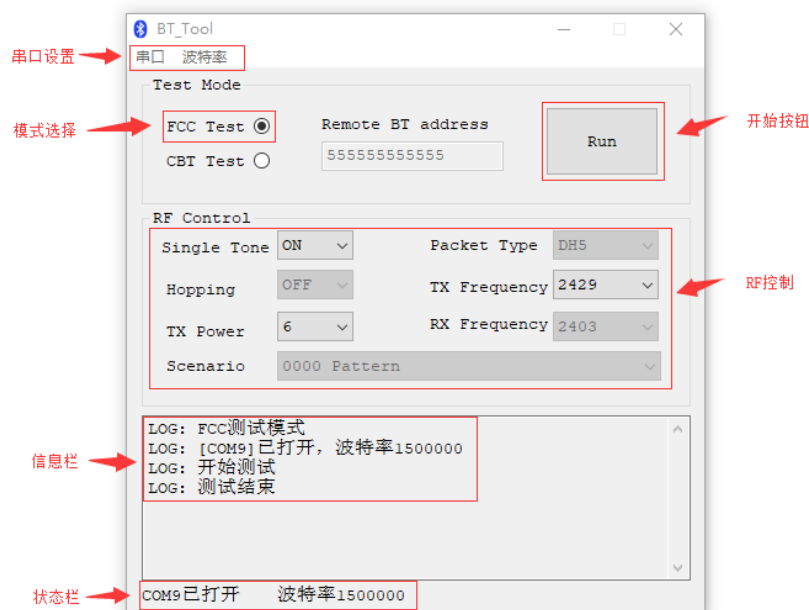 BT_Tool
串口设置
串口 波特率
Test Mode
模式选择
FCC Test
Remote BT address
开始按钮
Run
CBT Test
555555555555
RF Control
Single Tone ON
Packet Type DH5
RF控制
Hopping OFF
TX Frequency 2429
TX Power 6
RX Frequency 2403
Scenario 0000 Pattern
LOG: FCC测试模式
LOG: [COM9]已打开, 波特率1500000
信息栏
LOG: 开始测试
LOG: 测试结束
状态栏
COM9已打开 波特率1500000